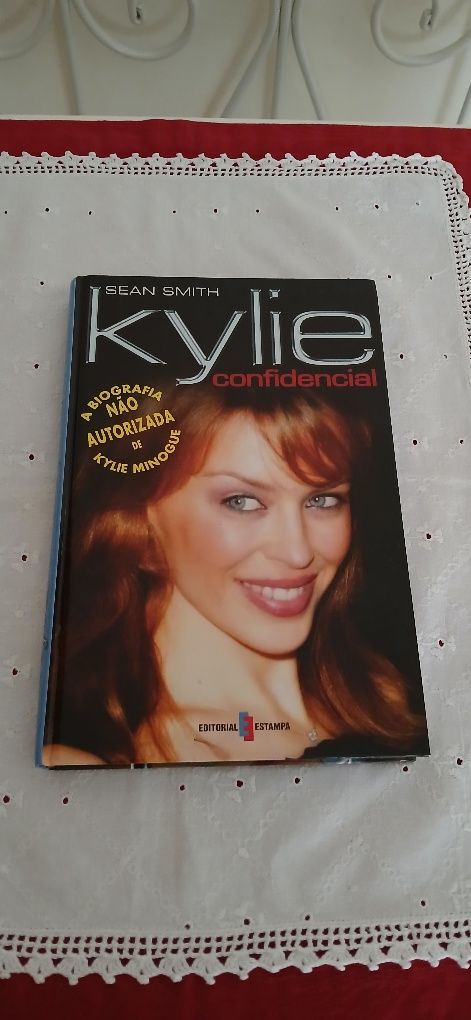 SEAN SMITH
kylie
confidencial
A BIOGRAFIA
NÃO
AUTORIZADA
DE
KYLIE MINOGUE
EDITORIAL ESTAMPA